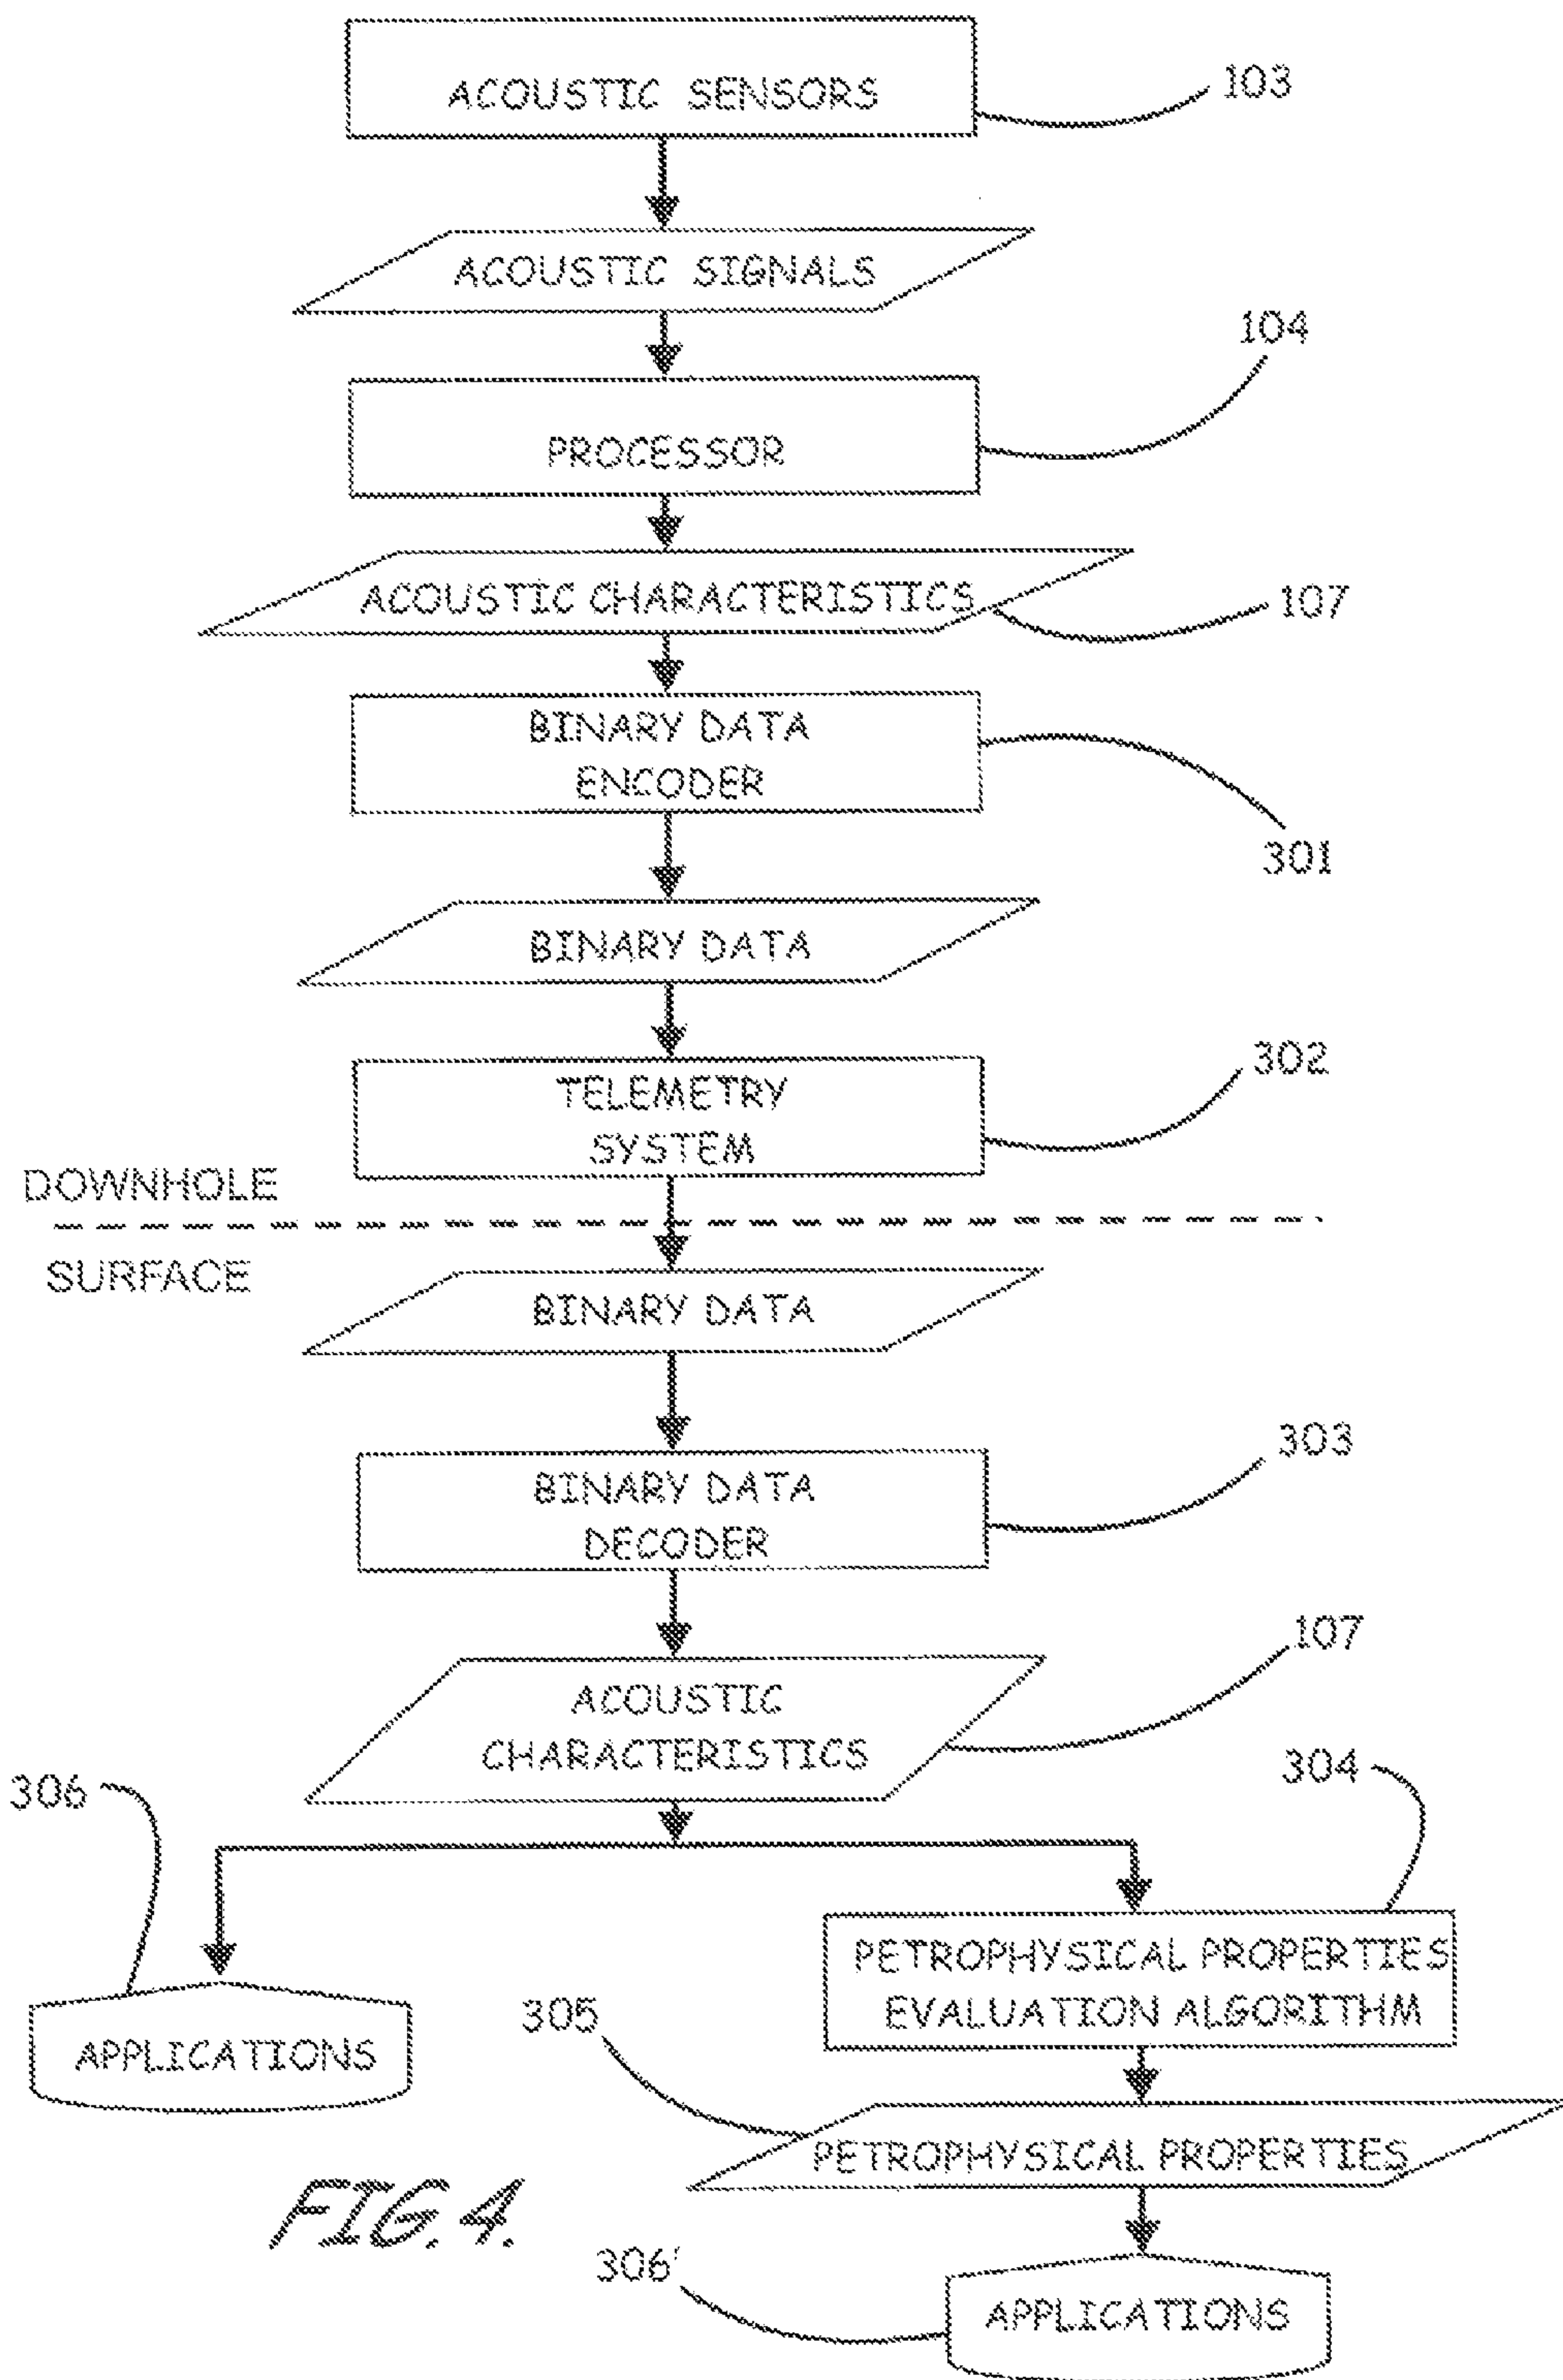 ACOUSTIC SENSORS
103
ACOUSTIC SIGNALS
104
PROCESSOR
ACOUSTIC CHARACTERISTICS
107
BINARY DATA
ENCODER
301
BINARY DATA
302
TELEMETRY
SYSTEM
DOWNHOLE
SURFACE
BINARY DATA
303
BINARY DATA
DECODER
107
ACOUSTIC
CHARACTERISTICS
304
306
PETROPHYSICAL PROPERTIES
EVALUATION ALGORITHM
305
APPLICATIONS
PETROPHYSICAL PROPERTIES
FIG. 4.
306'
APPLICATIONS